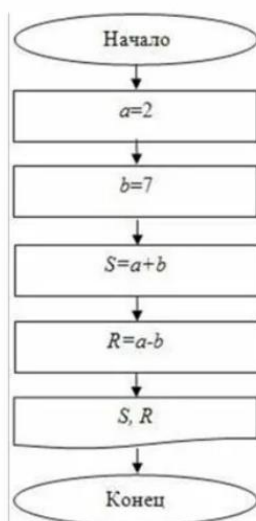 Начало
a=2
b=7
S=a+b
R=a-b
S, R
Конец